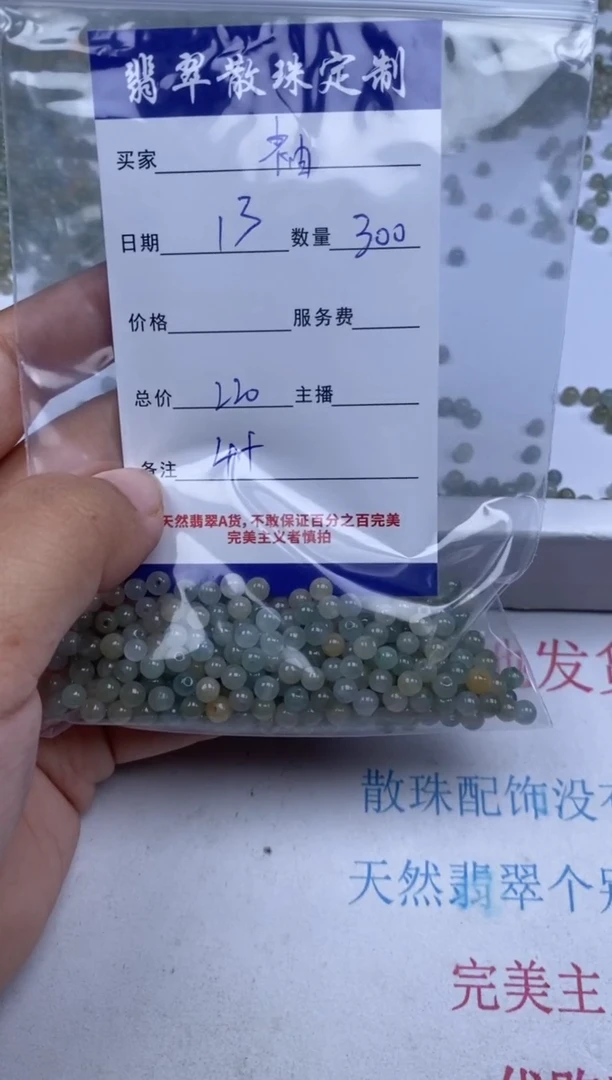 翡翠散珠定制
买家 袖
日期 13 数量 300
价格 服务费
总价 220 主播
备注 4+
天然翡翠A货,不敢保证百分之百完美
完美主义者慎拍
发货
散珠配饰没
天然翡翠个
完美主